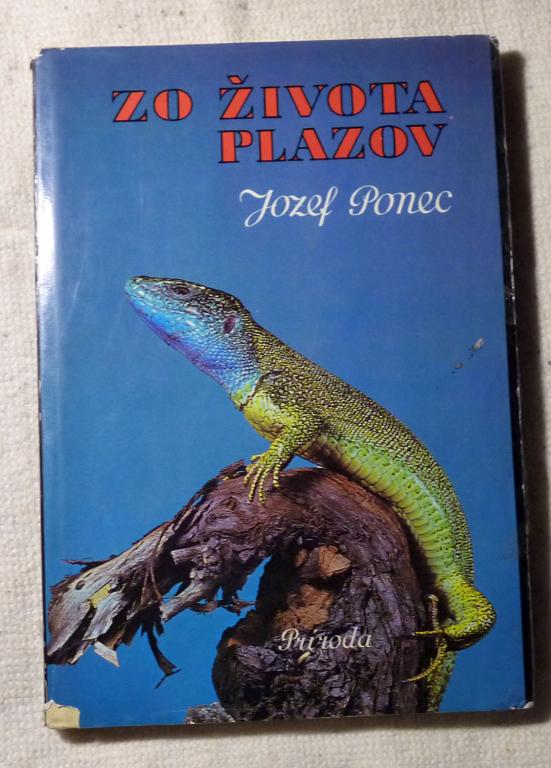 ZO ŽIVOTA
PLAZOV
Jozef Ponec
Príroda